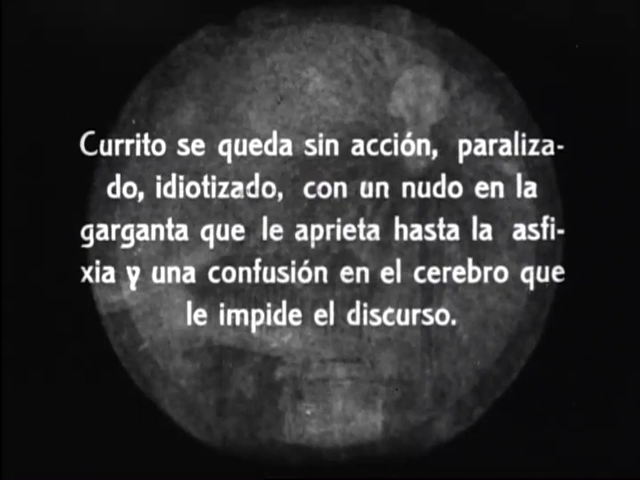 Currito se queda sin acción, paraliza-
do, idiotizado, con un nudo en la
garganta que le aprieta hasta la asfi-
xia y una confusión en el cerebro que
le impide el discurso.